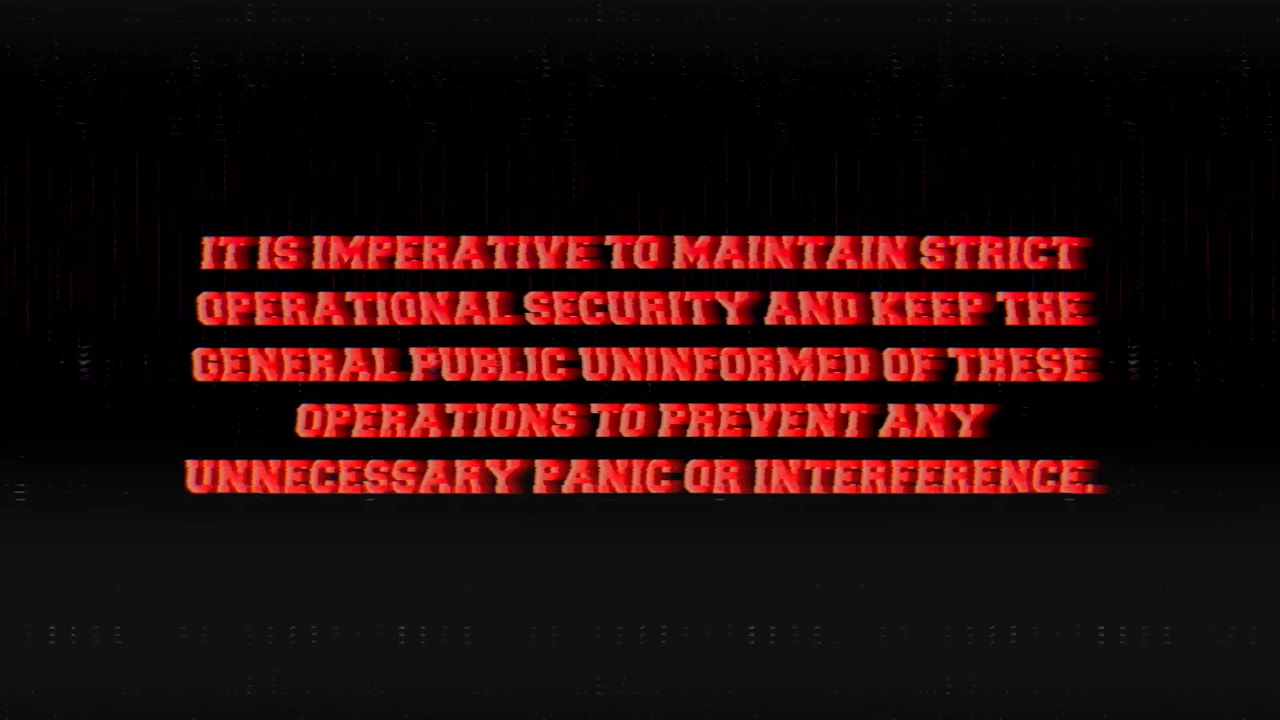 IT IS IMPERATIVE TO MAINTAIN STRICT
OPERATIONAL SECURITY AND KEEP THE
GENERAL PUBLIC UNINFORMED OF THESE
OPERATIONS TO PREVENT ANY
UNNECESSARY PANIC OR INTERFERENCE.